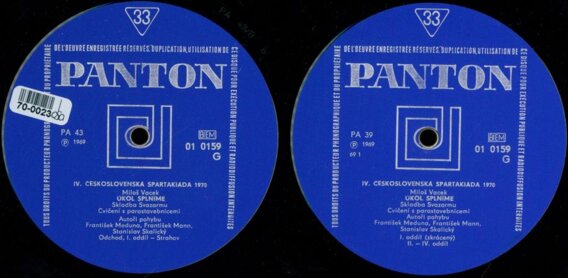 33
DE L'OEUVRE ENREGISTRÉE RÉSERVÉS. DUPLICATION, UTILISATION DE CE DISQUE POUR EXÉCUTION PUBLIQUE ET RADIODIFFUSION INTERDITES
TOUS DROITS DU PRODUCTEUR PHONOGRAPHIQUE ET DU PROPRIÉTAIRE
PANTON
70-0023
PA 43
Ⓟ 1969
BIEM
01 0159
G
IV. ČESKOSLOVENSKÁ SPARTAKIÁDA 1970
Miloš Vacek
ÚKOL SPLNÍME
Skladba Svazarmu
Cvičení s parastavebnicemi
Autoři pohybu
František Meduna, František Mann,
Stanislav Skalický
Odchod, I. oddíl – Strahov
33
DE L'OEUVRE ENREGISTRÉE RÉSERVÉS. DUPLICATION, UTILISATION DE CE DISQUE POUR EXÉCUTION PUBLIQUE ET RADIODIFFUSION INTERDITES
TOUS DROITS DU PRODUCTEUR PHONOGRAPHIQUE ET DU PROPRIÉTAIRE
PANTON
PA 39
Ⓟ 1969
69 1
BIEM
01 0159
G
IV. ČESKOSLOVENSKÁ SPARTAKIÁDA 1970
Miloš Vacek
ÚKOL SPLNÍME
Skladba Svazarmu
Cvičení s parastavebnicemi
Autoři pohybu
František Meduna, František Mann,
Stanislav Skalický
I. oddíl (skrácený)
II. – IV. oddíl